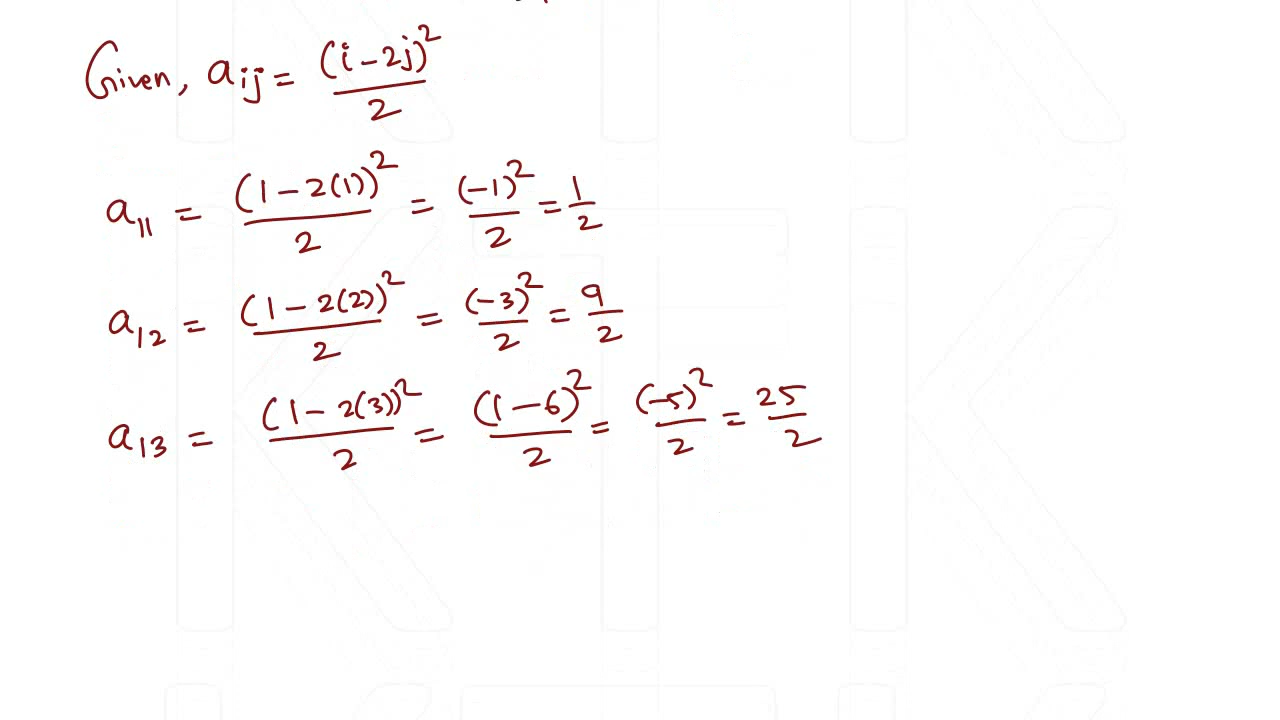 Given, aij = (i-2j)²/2
a11 = (1-2(1))²/2 = (-1)²/2 = 1/2
a12 = (1-2(2))²/2 = (-3)²/2 = 9/2
a13 = (1-2(3))²/2 = (1-6)²/2 = (-5)²/2 = 25/2